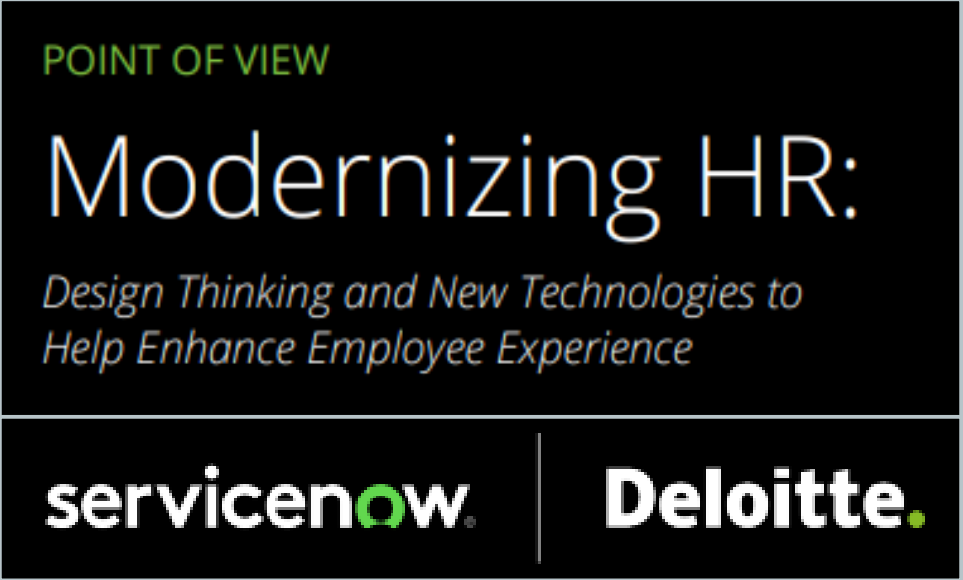 POINT OF VIEW
Modernizing HR:
Design Thinking and New Technologies to
Help Enhance Employee Experience
servicenow®
Deloitte.